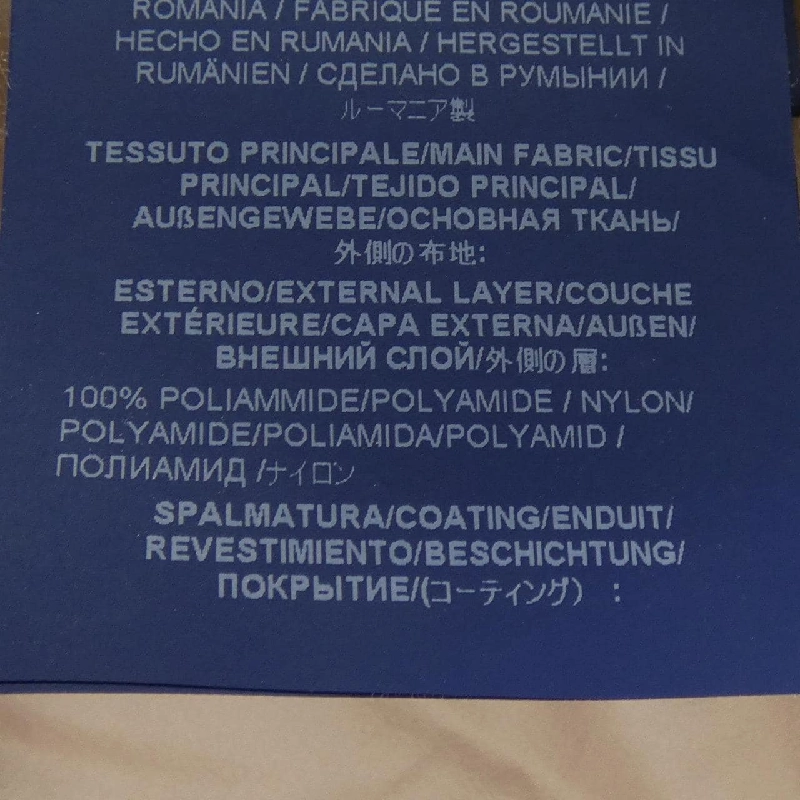 ROMANIA / FABRIQUÉ EN ROUMANIE /
HECHO EN RUMANIA / HERGESTELLT IN
RUMÄNIEN / СДЕЛАНО В РУМЫНИИ /
ルーマニア製
TESSUTO PRINCIPALE/MAIN FABRIC/TISSU
PRINCIPAL/TEJIDO PRINCIPAL/
AUßENGEWEBE/ОСНОВНАЯ ТКАНЬ/
外側の布地:
ESTERNO/EXTERNAL LAYER/COUCHE
EXTÉRIEURE/CAPA EXTERNA/AUßEN/
ВНЕШНИЙ СЛОЙ/外側の層:
100% POLIAMMIDE/POLYAMIDE / NYLON/
POLYAMIDE/POLIAMIDA/POLYAMID /
ПОЛИАМИД /ナイロン
SPALMATURA/COATING/ENDUIT/
REVESTIMIENTO/BESCHICHTUNG/
ПОКРЫТИЕ/(コーティング) :